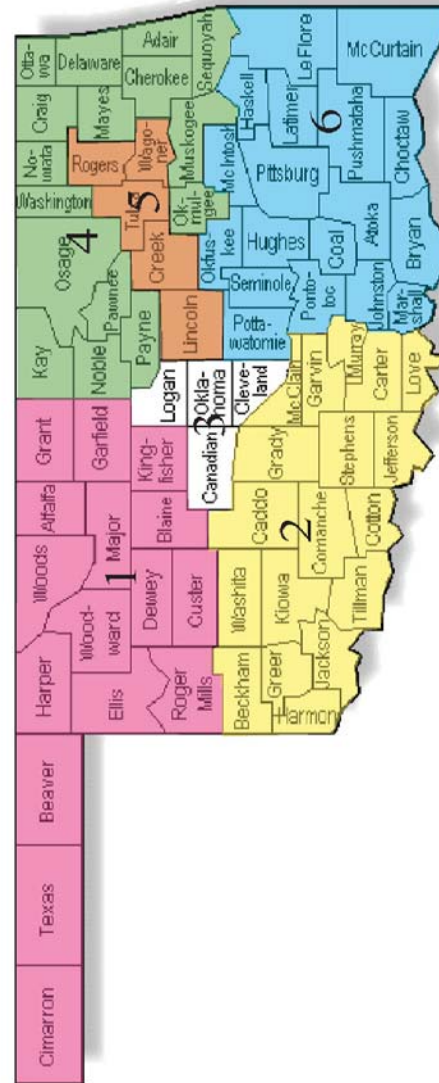 Cimarron
Texas
Beaver
Harper
Woods
Alfalfa
Grant
Kay
Osage
Washington
No-
wata
Craig
Otta-
wa
Ellis
Wood-
ward
Major
Garfield
Noble
Pawnee
Rogers
Mayes
Delaware
Roger
Mills
Dewey
Blaine
King-
fisher
Logan
Payne
Creek
Tulsa
Wago-
ner
Cherokee
Adair
Custer
Canadian
Okla-
homa
Lincoln
Okfus-
kee
Ok-
mul-
gee
Muskogee
Sequoyah
Beckham
Washita
Caddo
Grady
Cleve-
land
Potta-
watomie
Seminole
Hughes
McIntosh
Haskell
LeFlore
Greer
Kiowa
Harmon
Jackson
Comanche
McClain
Garvin
Ponto-
toc
Pittsburg
Latimer
Tillman
Cotton
Stephens
Murray
Coal
Johnston
Atoka
Pushmataha
McCurtain
Jefferson
Carter
Love
Mar-
shall
Bryan
Choctaw
1
2
3
4
5
6